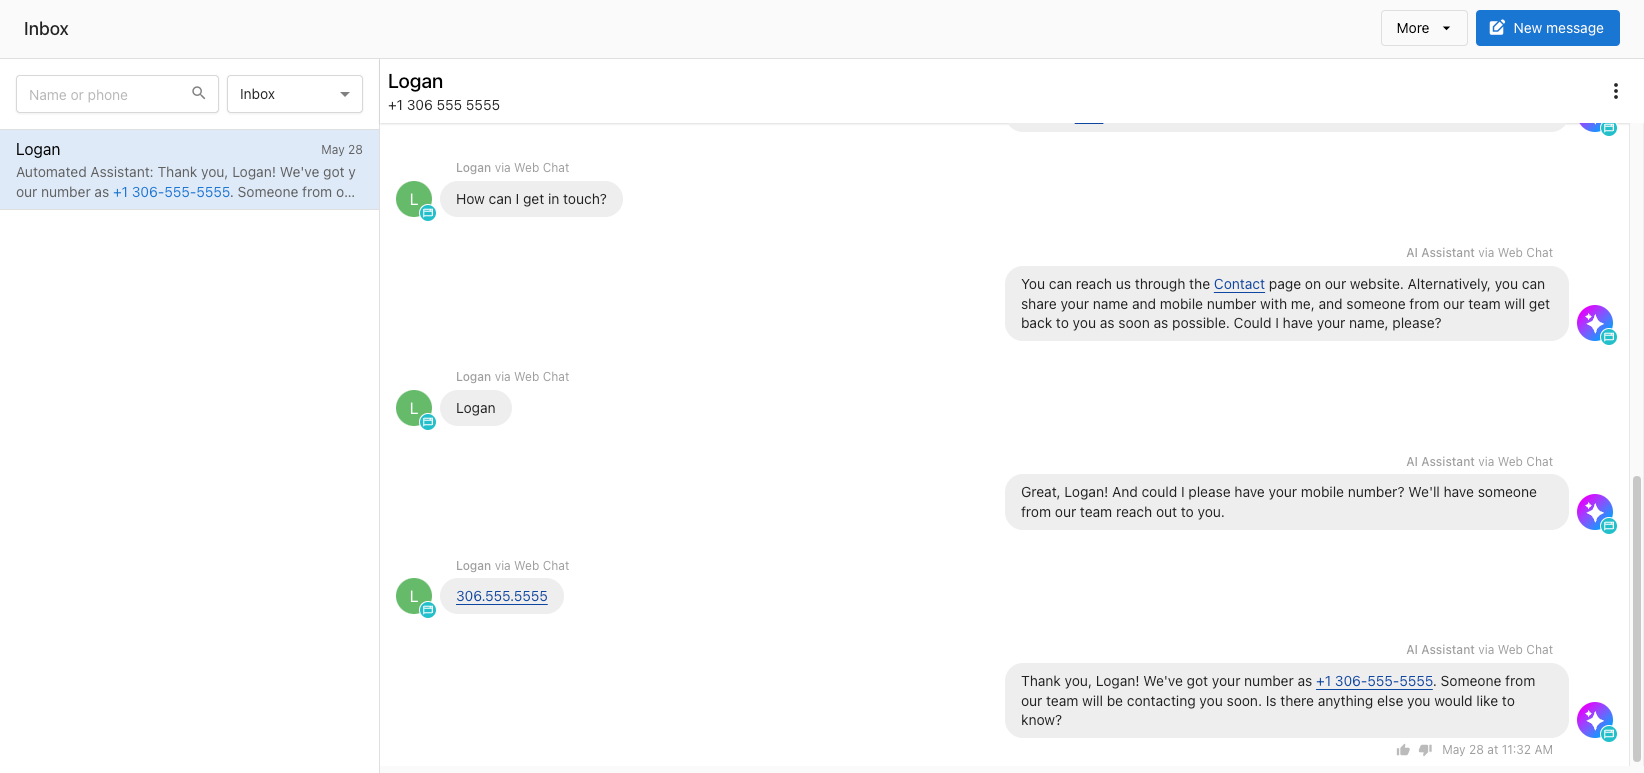 Inbox
More
New message
Name or phone
Inbox
Logan
May 28
Automated Assistant: Thank you, Logan! We've got y
our number as +1 306-555-5555. Someone from o...
Logan
+1 306 555 5555
Logan via Web Chat
L
How can I get in touch?
AI Assistant via Web Chat
You can reach us through the Contact page on our website. Alternatively, you can
share your name and mobile number with me, and someone from our team will get
back to you as soon as possible. Could I have your name, please?
Logan via Web Chat
L
Logan
AI Assistant via Web Chat
Great, Logan! And could I please have your mobile number? We'll have someone
from our team reach out to you.
Logan via Web Chat
L
306.555.5555
AI Assistant via Web Chat
Thank you, Logan! We've got your number as +1 306-555-5555. Someone from
our team will be contacting you soon. Is there anything else you would like to
know?
May 28 at 11:32 AM